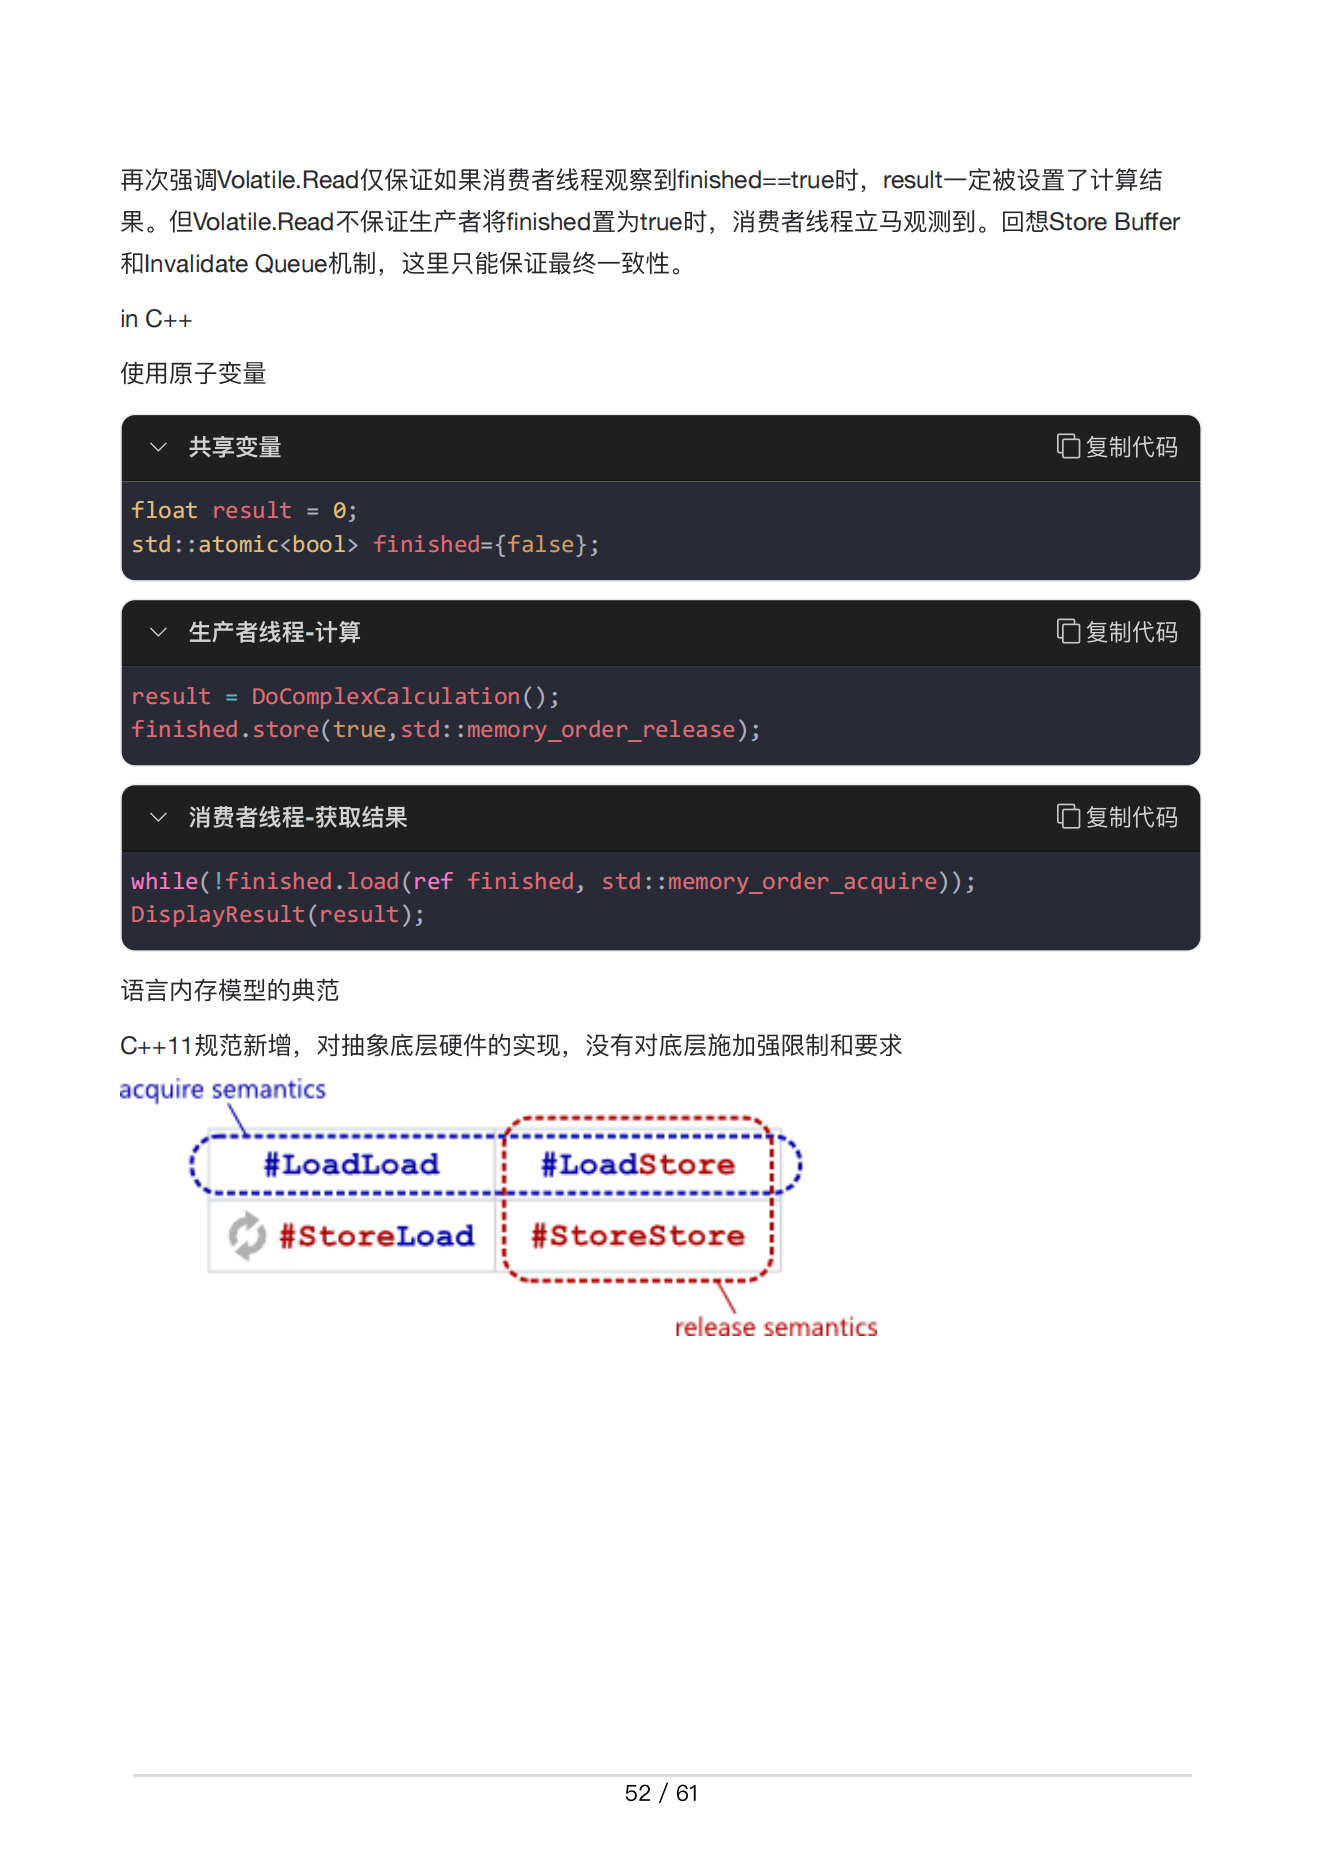 再次强调Volatile.Read仅保证如果消费者线程观察到finished==true时，result一定被设置了计算结
果。但Volatile.Read不保证生产者将finished置为true时，消费者线程立马观测到。回想Store Buffer
和Invalidate Queue机制，这里只能保证最终一致性。
in C++
使用原子变量
共享变量 复制代码
float result = 0;
std::atomic<bool> finished={false};
生产者线程-计算 复制代码
result = DoComplexCalculation();
finished.store(true,std::memory_order_release);
消费者线程-获取结果 复制代码
while(!finished.load(ref finished, std::memory_order_acquire));
DisplayResult(result);
语言内存模型的典范
C++11规范新增，对抽象底层硬件的实现，没有对底层施加强限制和要求
acquire semantics
#LoadLoad #LoadStore
#StoreLoad #StoreStore
release semantics
52 / 61